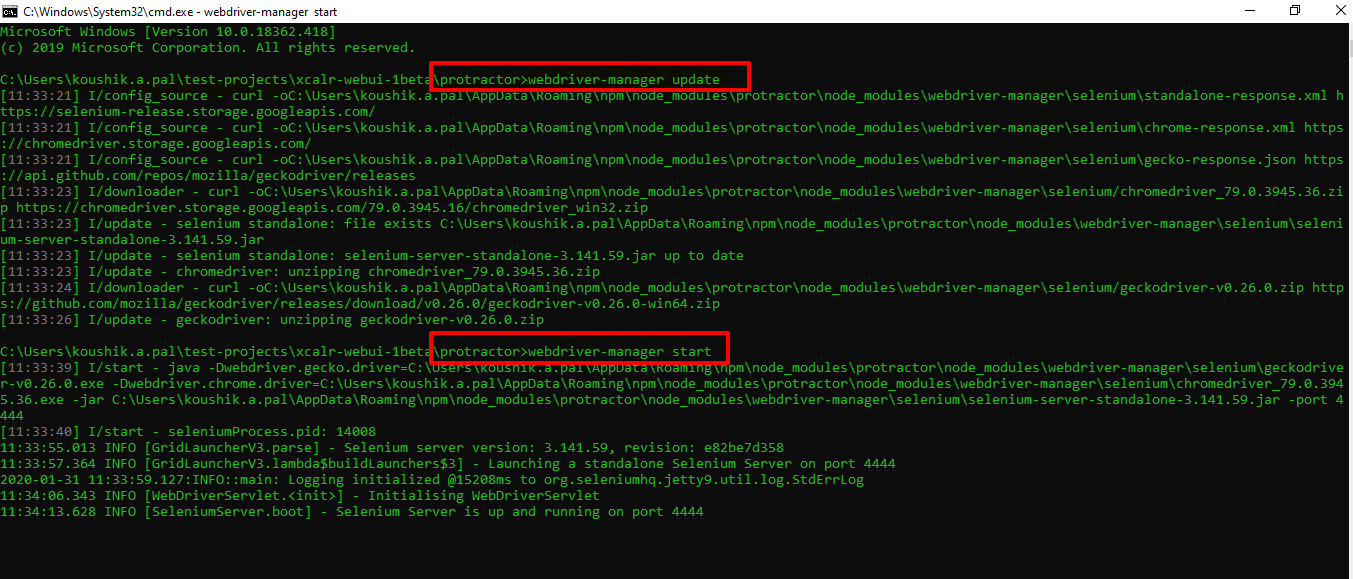 C:\Windows\System32\cmd.exe - webdriver-manager start
Microsoft Windows [Version 10.0.18362.418]
(c) 2019 Microsoft Corporation. All rights reserved.
C:\Users\koushik.a.pal\test-projects\xcalr-webui-1beta\protractor>webdriver-manager update
[11:33:21] I/config_source - curl -oC:\Users\koushik.a.pal\AppData\Roaming\npm\node_modules\protractor\node_modules\webdriver-manager\selenium\standalone-response.xml h
ttps://selenium-release.storage.googleapis.com/
[11:33:21] I/config_source - curl -oC:\Users\koushik.a.pal\AppData\Roaming\npm\node_modules\protractor\node_modules\webdriver-manager\selenium\chrome-response.xml https
://chromedriver.storage.googleapis.com/
[11:33:21] I/config_source - curl -oC:\Users\koushik.a.pal\AppData\Roaming\npm\node_modules\protractor\node_modules\webdriver-manager\selenium\gecko-response.json https
://api.github.com/repos/mozilla/geckodriver/releases
[11:33:23] I/downloader - curl -oC:\Users\koushik.a.pal\AppData\Roaming\npm\node_modules\protractor\node_modules\webdriver-manager\selenium/chromedriver_79.0.3945.36.zi
p https://chromedriver.storage.googleapis.com/79.0.3945.16/chromedriver_win32.zip
[11:33:23] I/update - selenium standalone: file exists C:\Users\koushik.a.pal\AppData\Roaming\npm\node_modules\protractor\node_modules\webdriver-manager\selenium\seleni
um-server-standalone-3.141.59.jar
[11:33:23] I/update - selenium standalone: selenium-server-standalone-3.141.59.jar up to date
[11:33:23] I/update - chromedriver: unzipping chromedriver_79.0.3945.36.zip
[11:33:24] I/downloader - curl -oC:\Users\koushik.a.pal\AppData\Roaming\npm\node_modules\protractor\node_modules\webdriver-manager\selenium/geckodriver-v0.26.0.zip http
s://github.com/mozilla/geckodriver/releases/download/v0.26.0/geckodriver-v0.26.0-win64.zip
[11:33:26] I/update - geckodriver: unzipping geckodriver-v0.26.0.zip
C:\Users\koushik.a.pal\test-projects\xcalr-webui-1beta\protractor>webdriver-manager start
[11:33:39] I/start - java -Dwebdriver.gecko.driver=C:\Users\koushik.a.pal\AppData\Roaming\npm\node_modules\protractor\node_modules\webdriver-manager\selenium\geckodrive
r-v0.26.0.exe -Dwebdriver.chrome.driver=C:\Users\koushik.a.pal\AppData\Roaming\npm\node_modules\protractor\node_modules\webdriver-manager\selenium\chromedriver_79.0.394
5.36.exe -jar C:\Users\koushik.a.pal\AppData\Roaming\npm\node_modules\protractor\node_modules\webdriver-manager\selenium\selenium-server-standalone-3.141.59.jar -port 4
444
[11:33:40] I/start - seleniumProcess.pid: 14008
11:33:55.013 INFO [GridLauncherV3.parse] - Selenium server version: 3.141.59, revision: e82be7d358
11:33:57.364 INFO [GridLauncherV3.lambda$buildLaunchers$3] - Launching a standalone Selenium Server on port 4444
2020-01-31 11:33:59.127:INFO::main: Logging initialized @15208ms to org.seleniumhq.jetty9.util.log.StdErrLog
11:34:06.343 INFO [WebDriverServlet.<init>] - Initialising WebDriverServlet
11:34:13.628 INFO [SeleniumServer.boot] - Selenium Server is up and running on port 4444